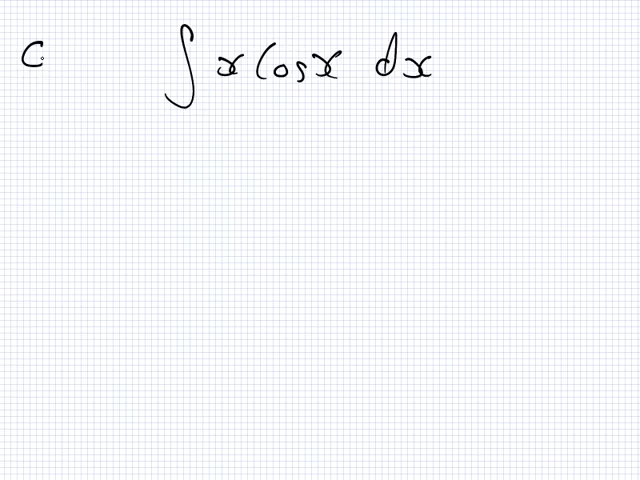 c. ∫ x cos x dx